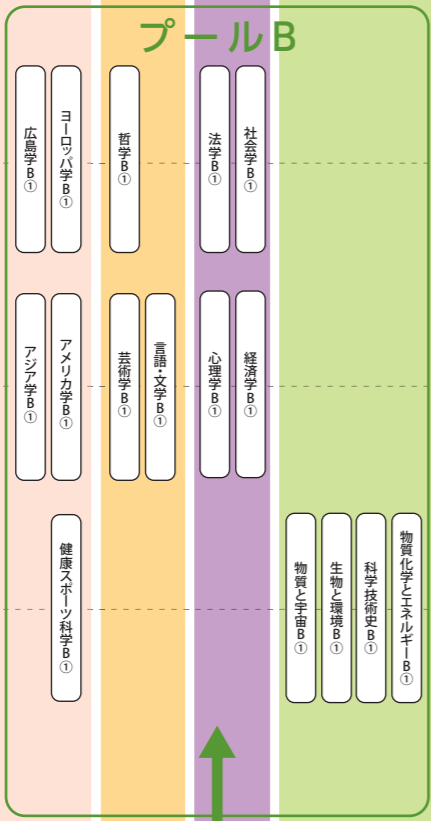 プールB
社会学B①
法学B①
哲学B①
ヨーロッパ学B①
広島学B①
経済学B①
心理学B①
言語・文学B①
芸術学B①
アメリカ学B①
アジア学B①
物質化学とエネルギーB①
科学技術史B①
生物と環境B①
物質と宇宙B①
健康スポーツ科学B①